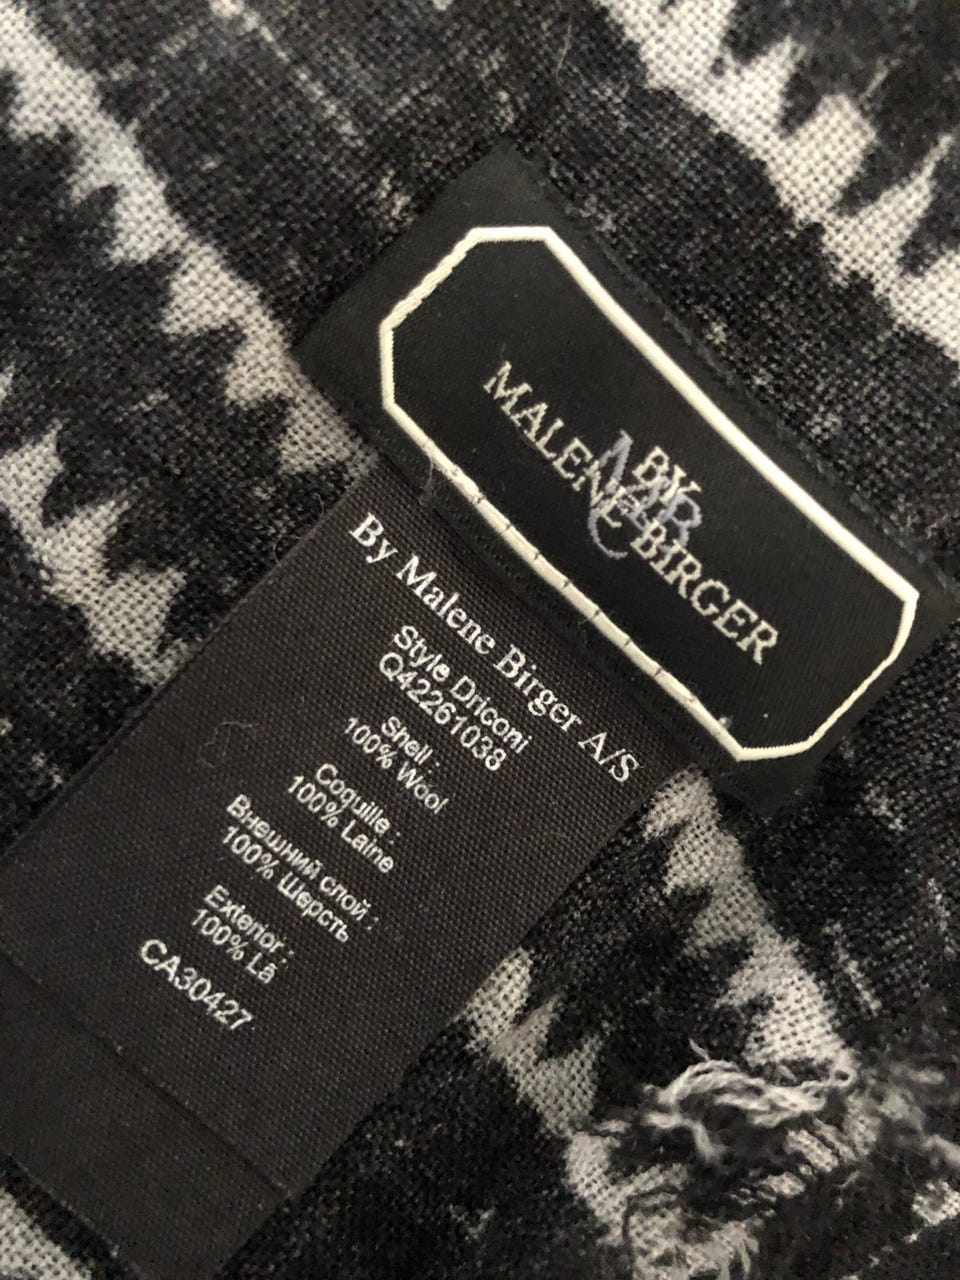 BY
MALENE BIRGER
By Malene Birger A/S
Style Driconi
Q42261038
Shell :
100% Wool
Coquille :
100% Laine
Внешний слой :
100% Шерсть
Exterior :
100% Lã
CA30427